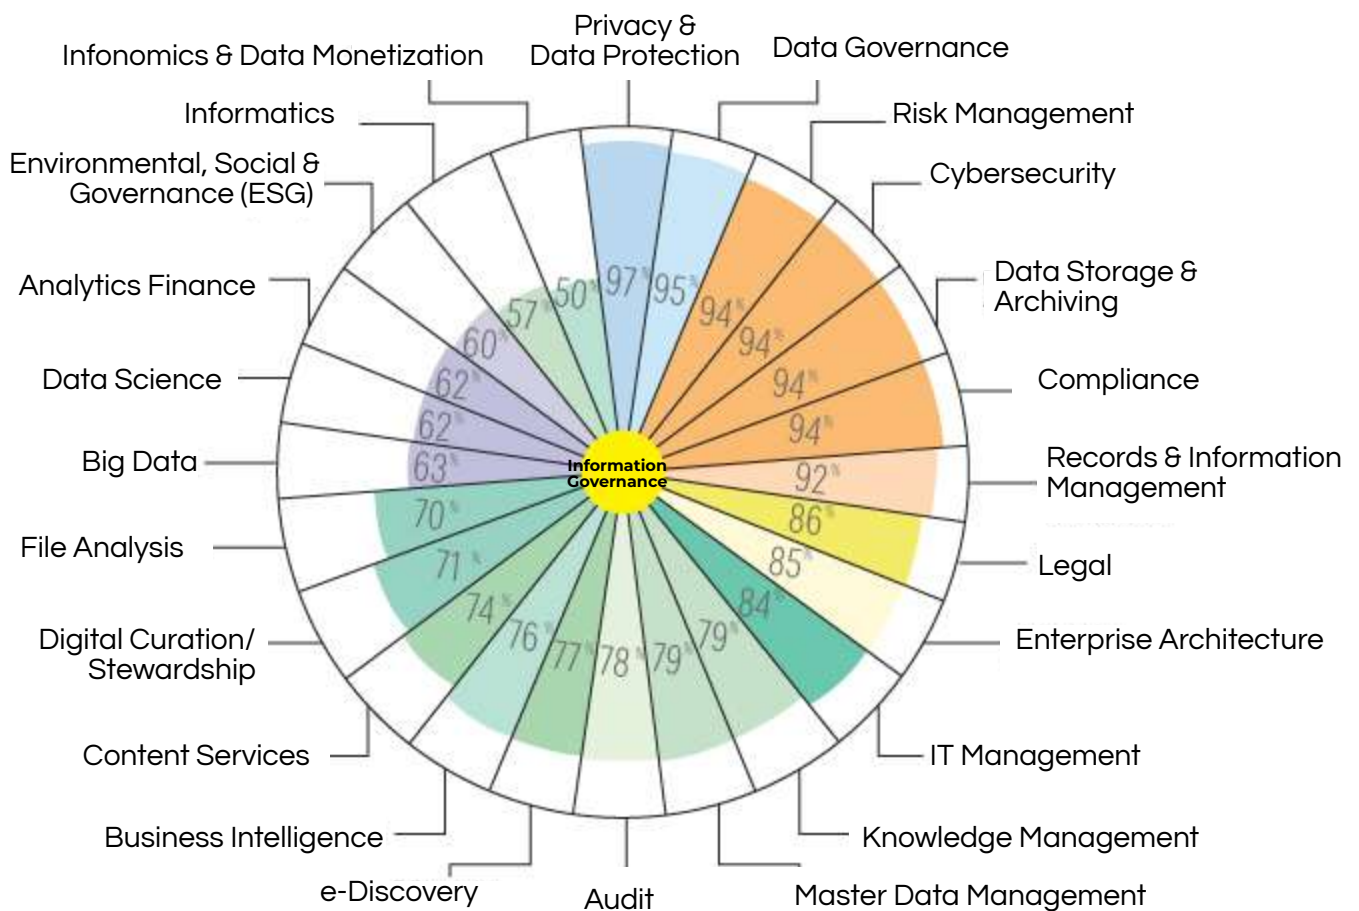 Privacy &
Data Protection
Data Governance
Infonomics & Data Monetization
Informatics
Risk Management
Environmental, Social &
Governance (ESG)
Cybersecurity
Analytics Finance
Data Storage &
Archiving
Data Science
Compliance
Big Data
Records & Information
Management
File Analysis
Legal
Digital Curation/
Stewardship
Enterprise Architecture
Content Services
IT Management
Business Intelligence
Knowledge Management
e-Discovery
Audit
Master Data Management
97%
95%
94%
94%
94%
94%
92%
86%
85%
84%
79%
79%
78%
77%
76%
74%
71%
70%
63%
62%
62%
60%
57%
50%
Information
Governance